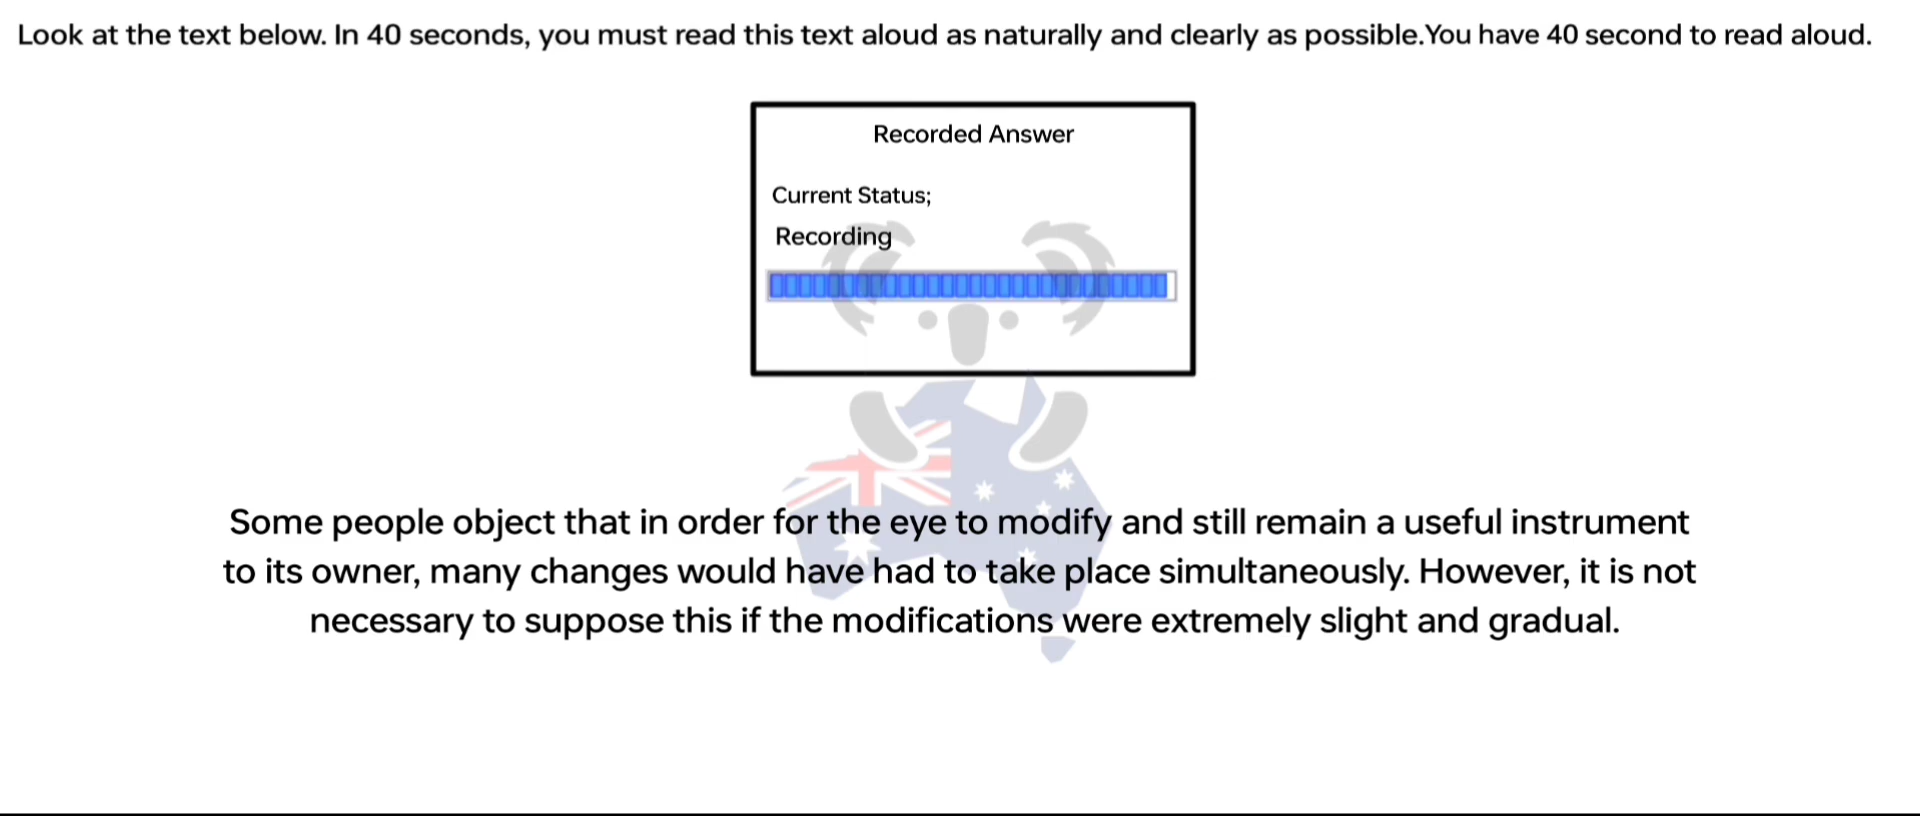 Look at the text below. In 40 seconds, you must read this text aloud as naturally and clearly as possible.You have 40 second to read aloud.
Recorded Answer
Current Status;
Recording
Some people object that in order for the eye to modify and still remain a useful instrument
to its owner, many changes would have had to take place simultaneously. However, it is not
necessary to suppose this if the modifications were extremely slight and gradual.